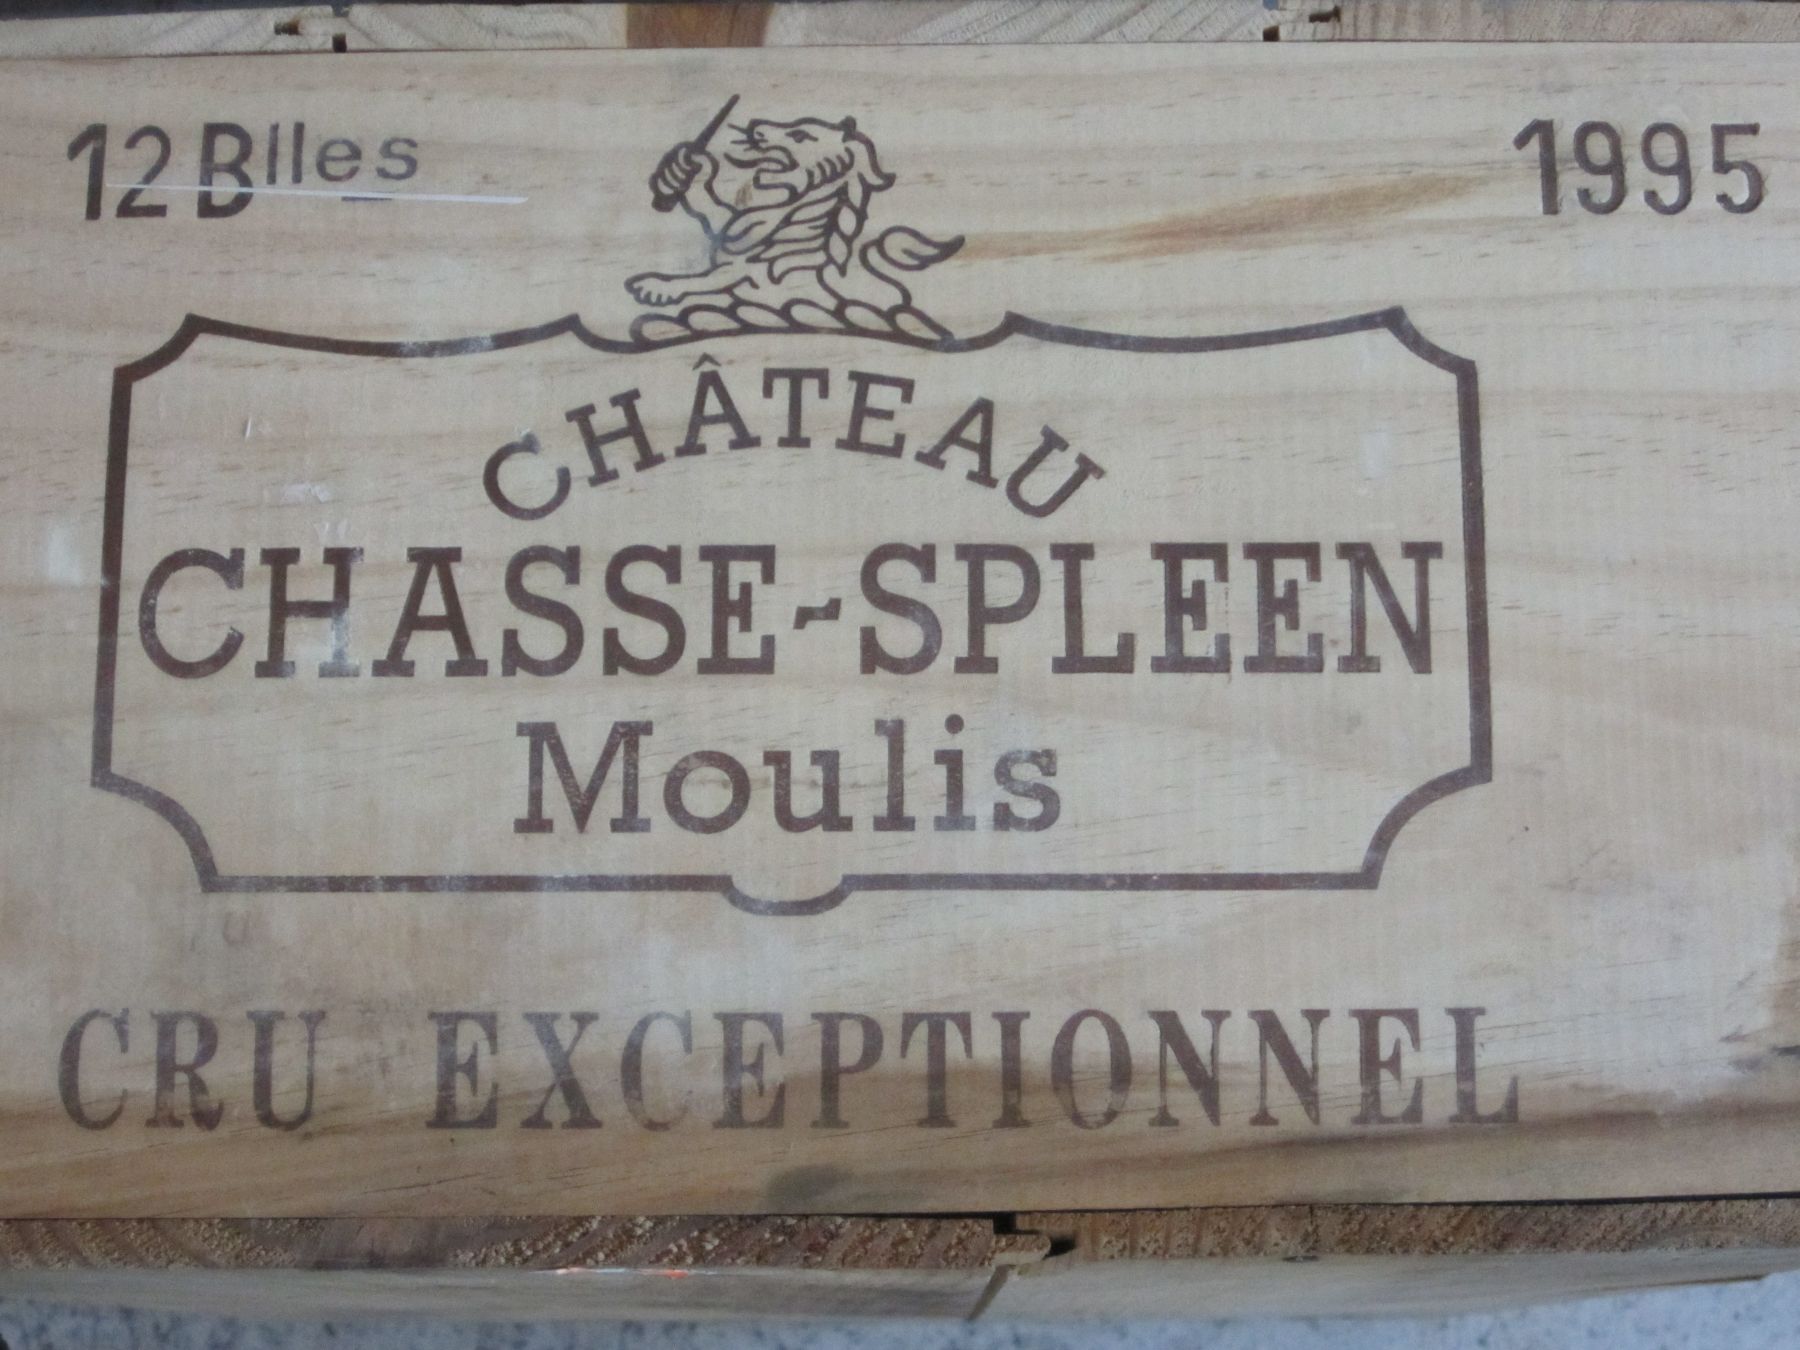 12 Blles 1995
CHÂTEAU
CHASSE-SPLEEN
Moulis
CRU EXCEPTIONNEL